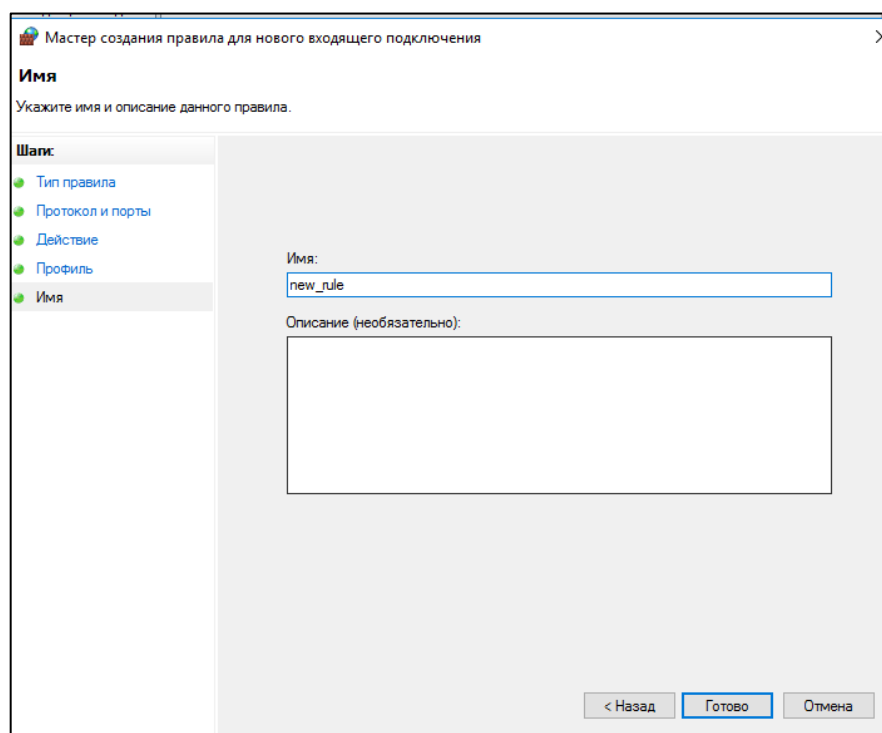 Мастер создания правила для нового входящего подключения
Имя
Укажите имя и описание данного правила.
Шаги:
Тип правила
Протокол и порты
Действие
Профиль
Имя
Имя:
new_rule
Описание (необязательно):
< Назад
Готово
Отмена